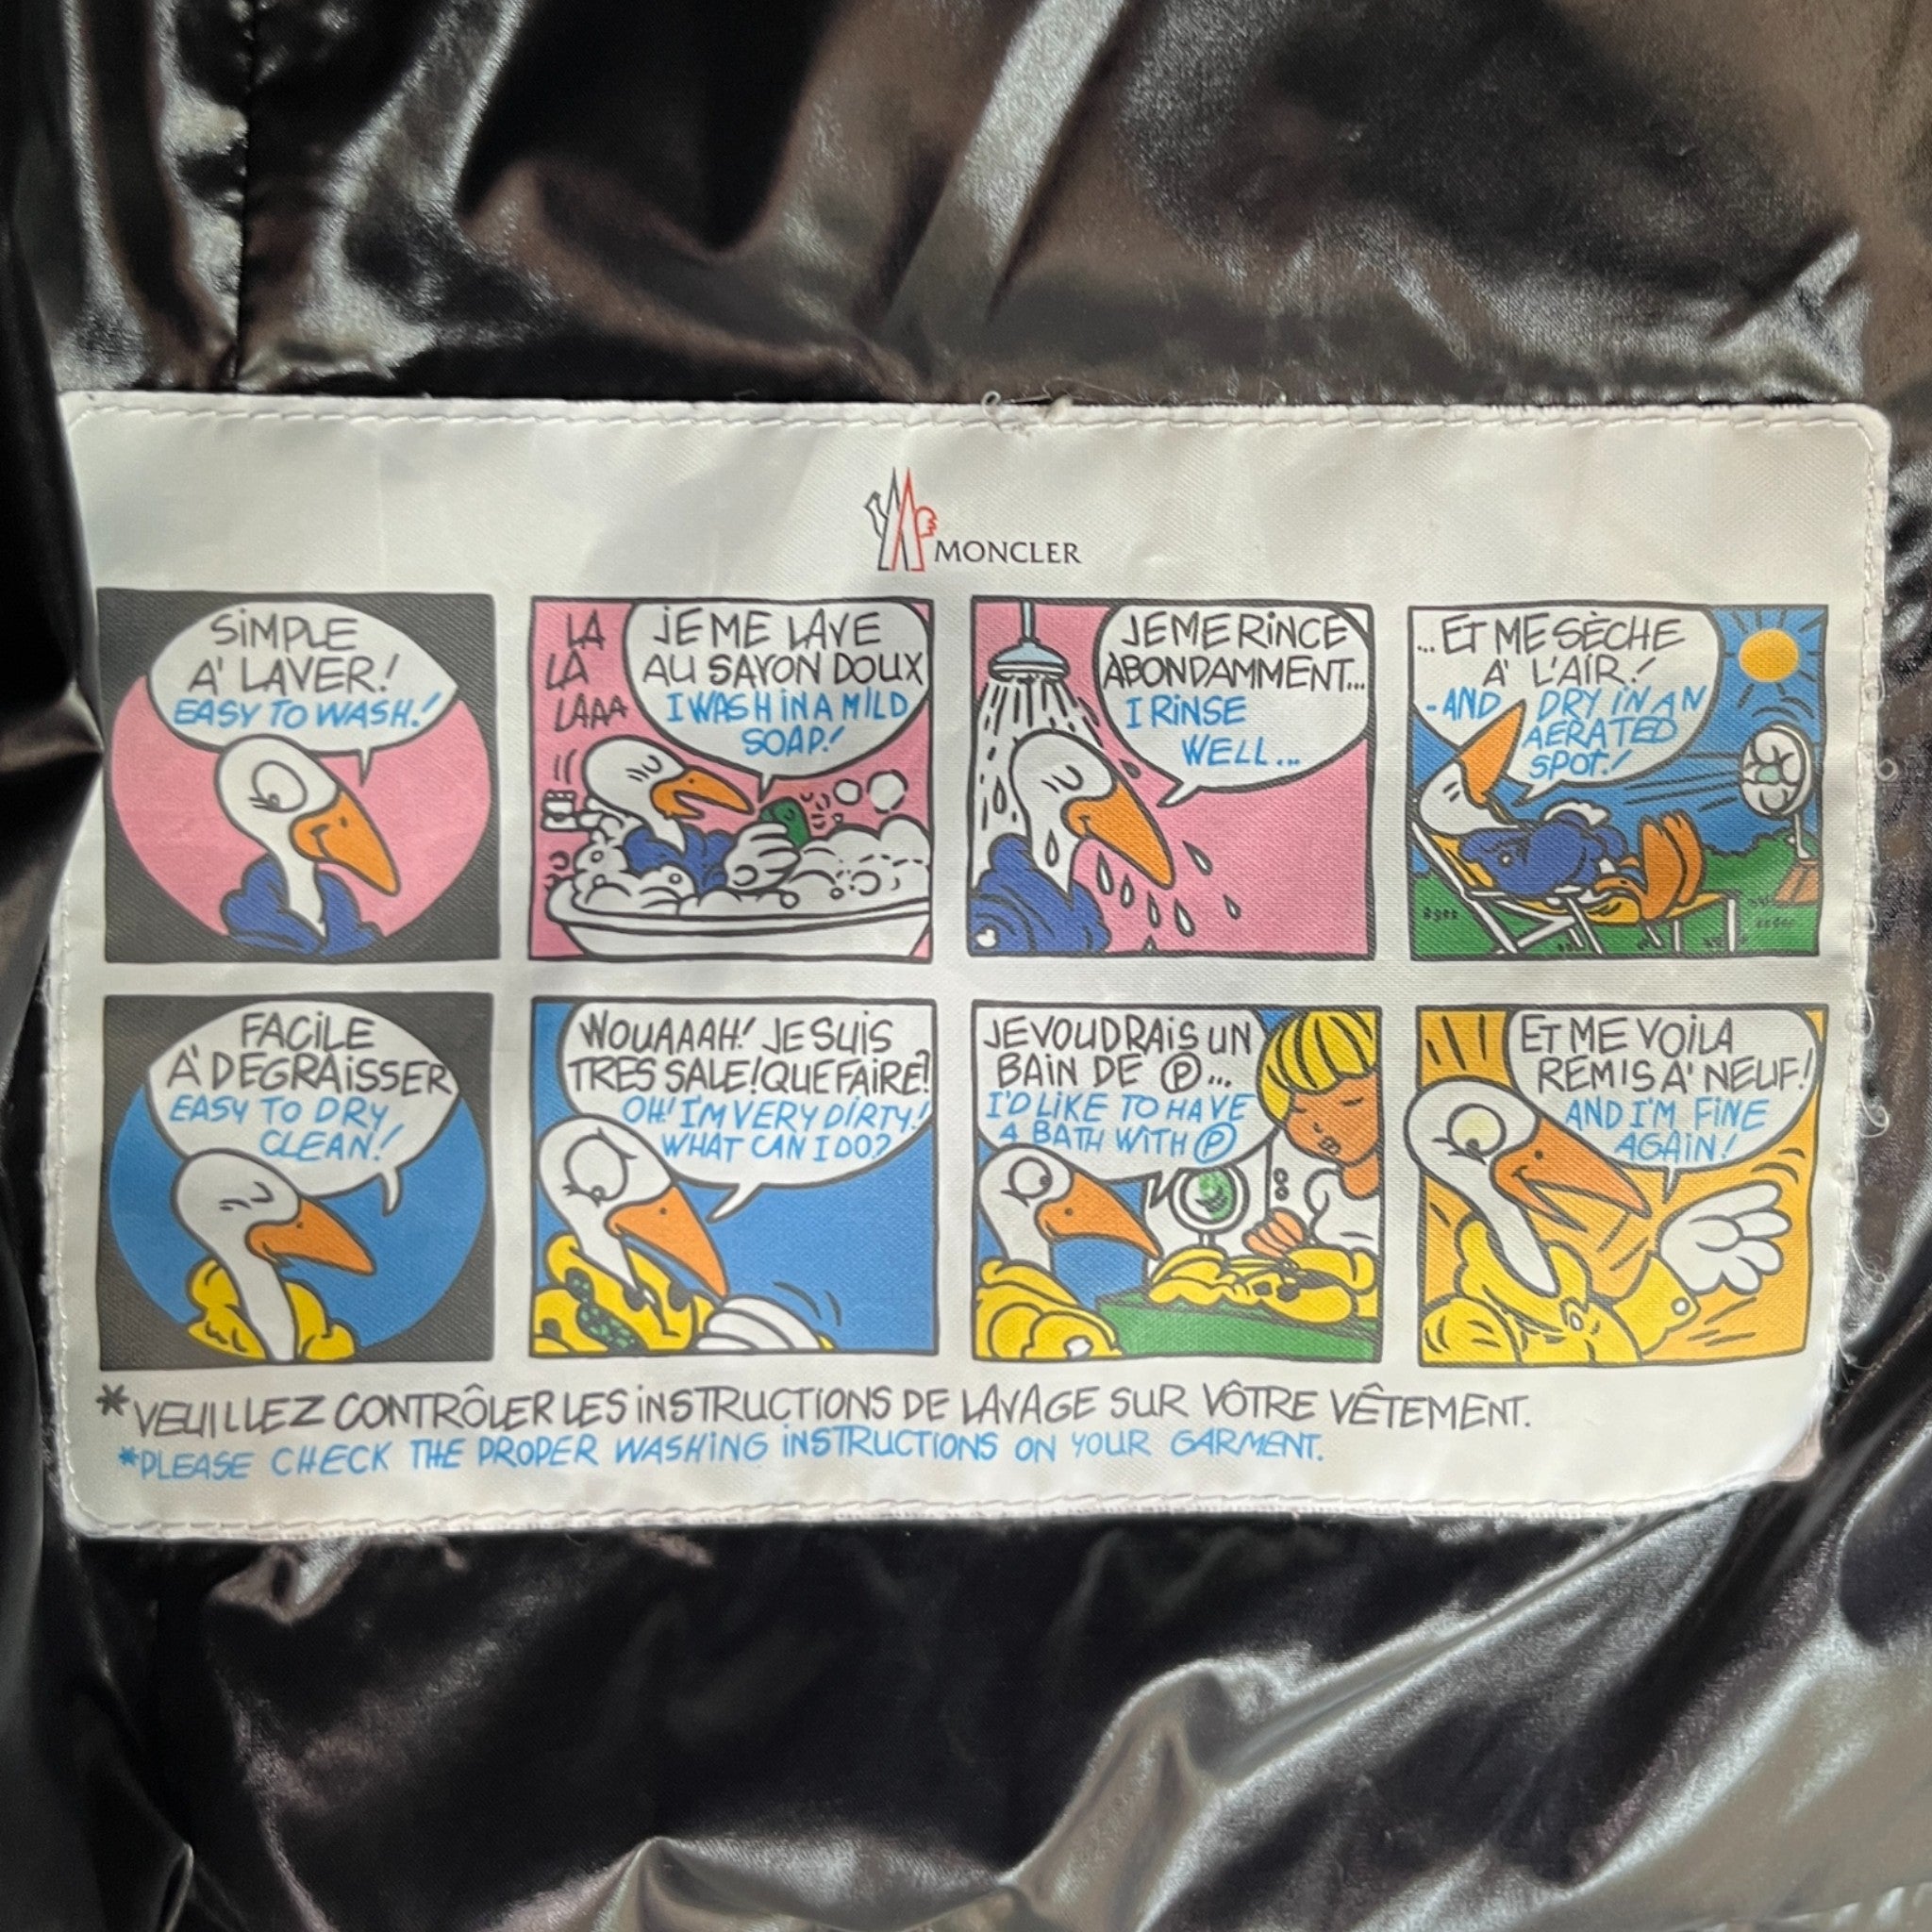 MONCLER
SIMPLE
A' LAVER!
EASY TO WASH!
LA
LA
LAAA
JE ME LAVE
AU SAVON DOUX
I WASH IN A MILD
SOAP!
JE ME RINCE
ABONDAMMENT...
I RINSE
WELL...
...ET ME SÈCHE
A' L'AIR!
-AND DRY IN AN
AERATED
SPOT!
FACILE
A' DEGRAISSER
EASY TO DRY
CLEAN!
WOUAAAH! JE SUIS
TRES SALE! QUE FAIRE?
OH! I'M VERY DIRTY!
WHAT CAN I DO?
JE VOUDRAIS UN
BAIN DE Ⓟ...
I'D LIKE TO HAVE
A BATH WITH Ⓟ
ET ME VOILA
REMIS A' NEUF!
AND I'M FINE
AGAIN!
*VEUILLEZ CONTRÔLER LES INSTRUCTIONS DE LAVAGE SUR VÔTRE VÊTEMENT.
*PLEASE CHECK THE PROPER WASHING INSTRUCTIONS ON YOUR GARMENT.